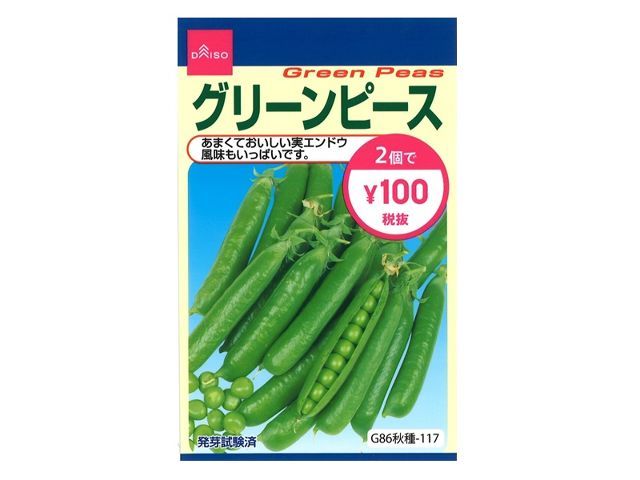 DAISO
Green Peas
グリーンピース
あまくておいしい実エンドウ
風味もいっぱいです。
2個で
¥100
税抜
発芽試験済
G86秋種-117